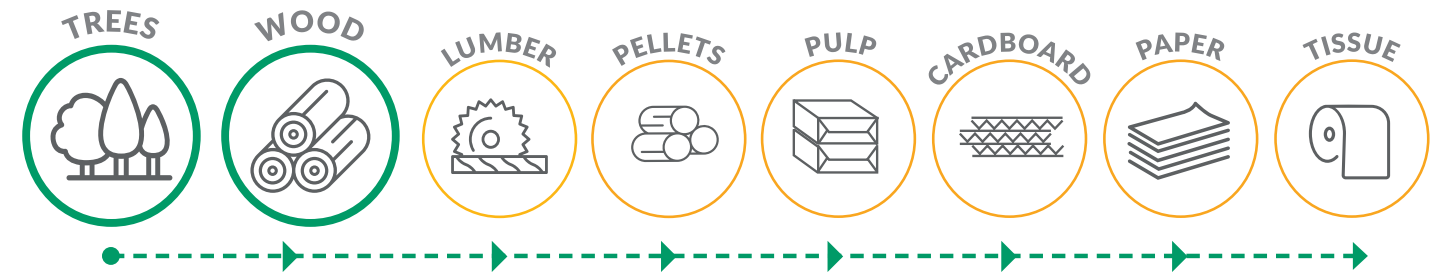 TREES
WOOD
LUMBER
PELLETS
PULP
CARDBOARD
PAPER
TISSUE